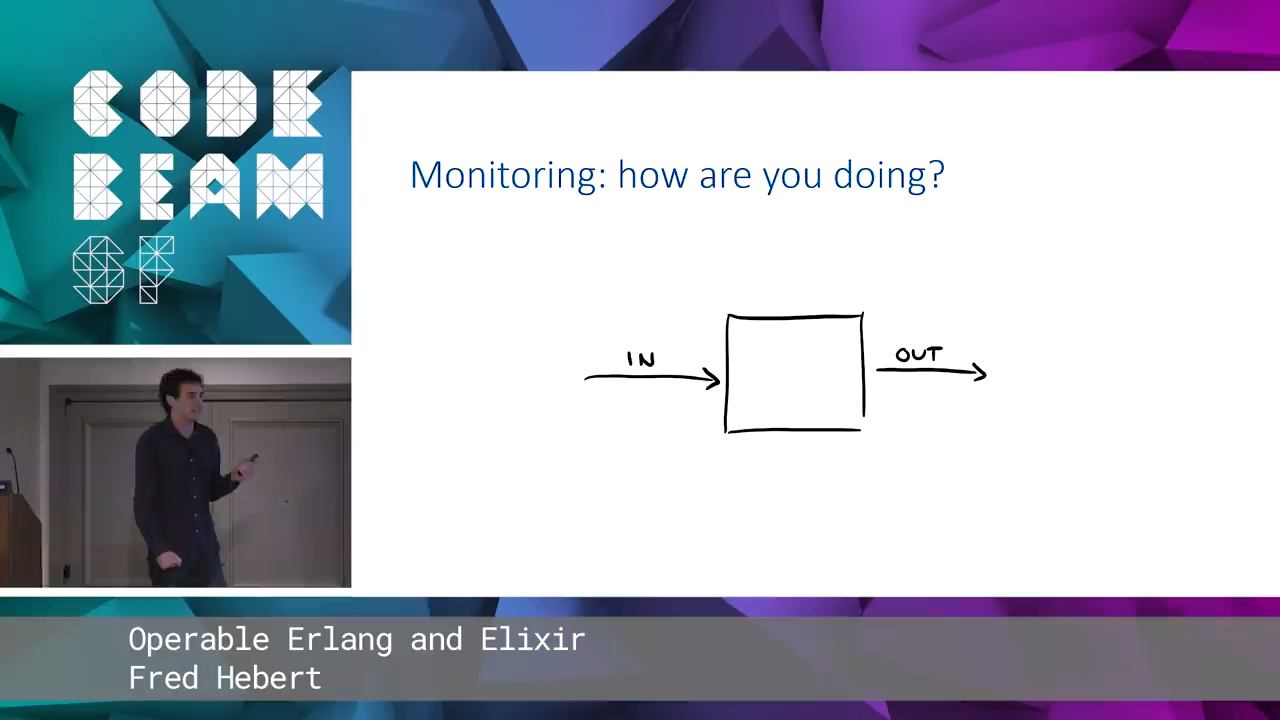 CODE
BEAM
SF
Monitoring: how are you doing?
IN
OUT
Operable Erlang and Elixir
Fred Hebert